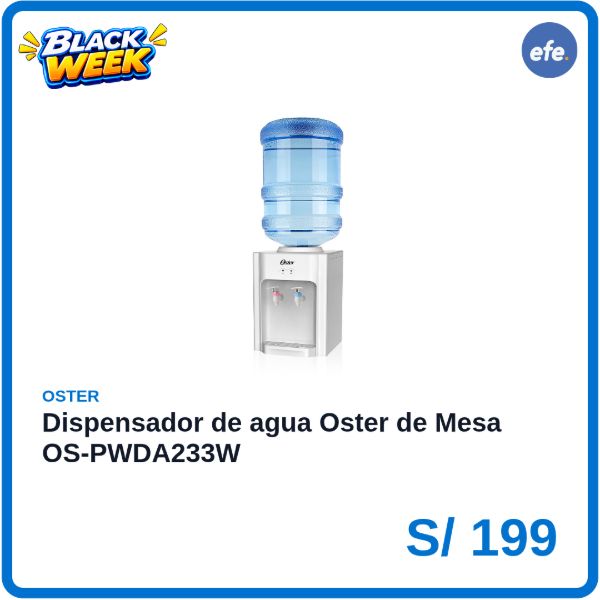 BLACK
WEEK
efe.
Oster
OSTER
Dispensador de agua Oster de Mesa
OS-PWDA233W
S/ 199